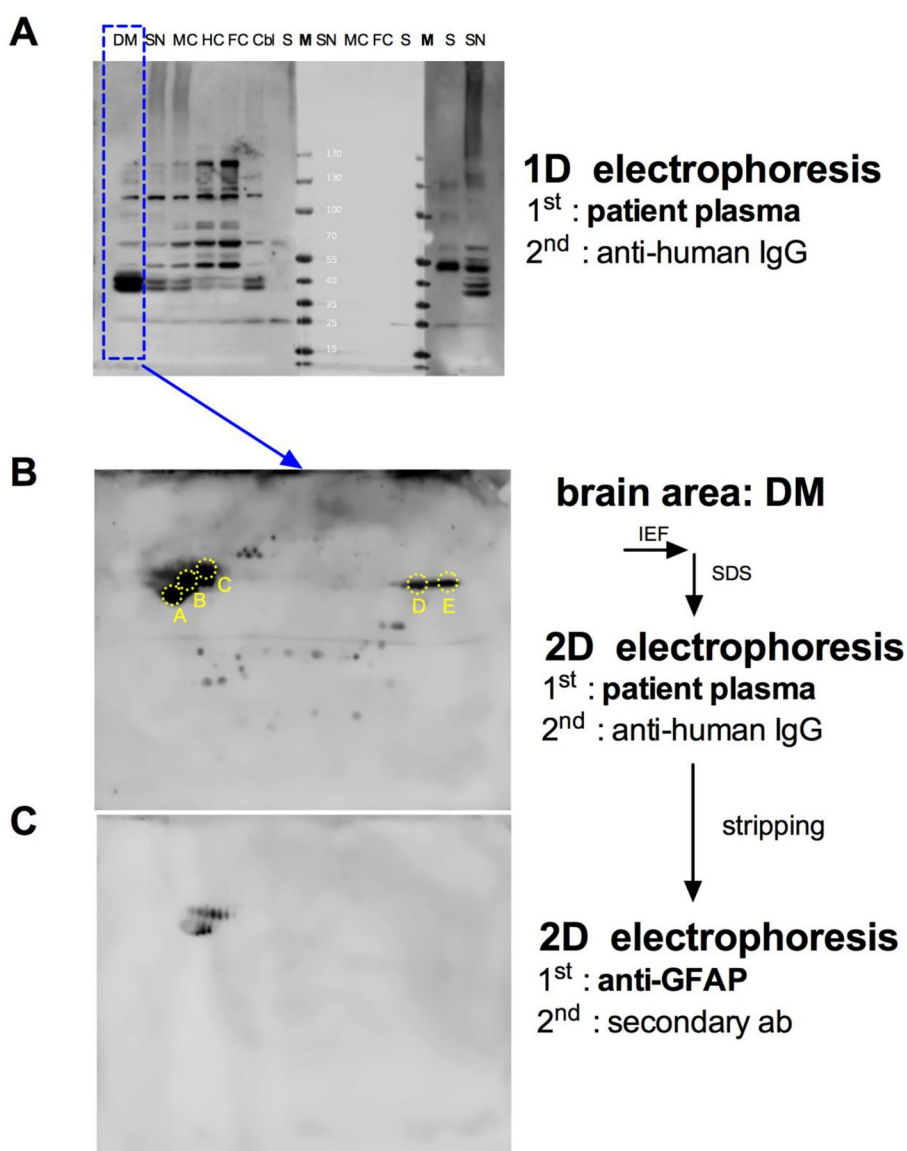 A
DM SN MC HC FC Cbl S M SN MC FC S M S SN
170
130
100
70
55
40
35
25
15
1D electrophoresis
1st : patient plasma
2nd : anti-human IgG
B
A
B
C
D
E
brain area: DM
IEF
SDS
2D electrophoresis
1st : patient plasma
2nd : anti-human IgG
stripping
C
2D electrophoresis
1st : anti-GFAP
2nd : secondary ab